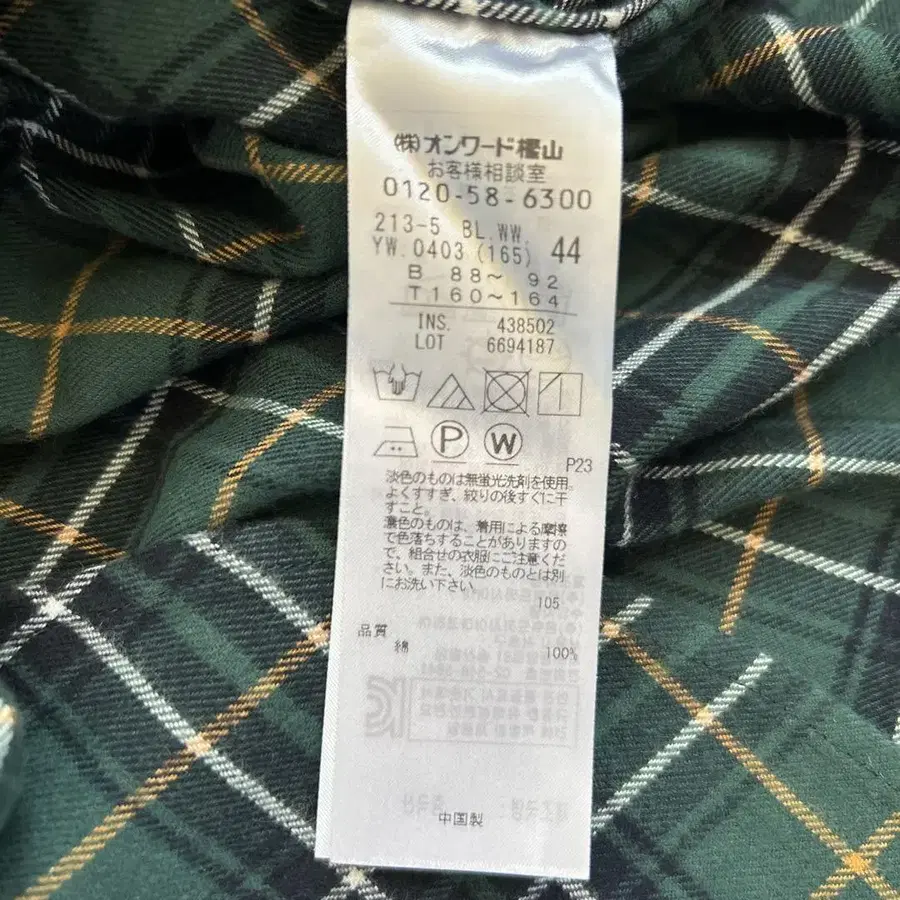 ㈱オンワード樫山
お客様相談室
0120-58-6300
213-5 BL.WW.
YW.0403 (165) 44
B 88～ 92
T160～164
INS. 438502
LOT 6694187
P W
P23
淡色のものは無蛍光洗剤を使用、
よくすすぎ、絞りの後すぐに干
すこと。
濃色のものは、着用による摩擦
で色落ちすることがありますの
で、組合せの衣服にご注意くだ
さい。また、淡色のものとは別
にお洗い下さい。
105
品質
綿 100%
中国製